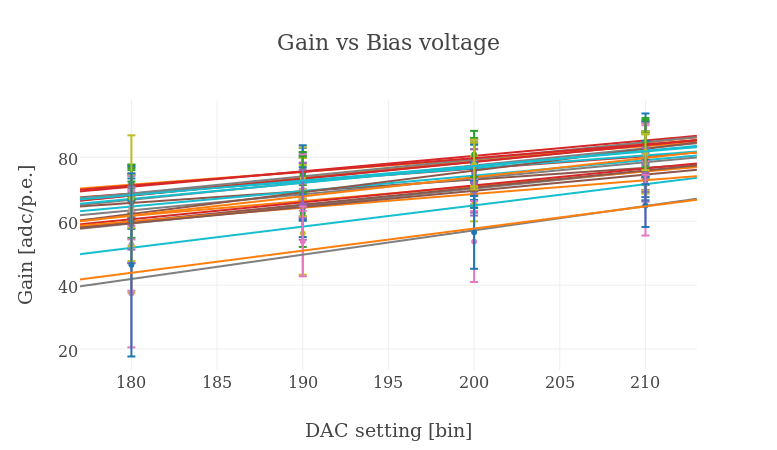 Gain vs Bias voltage
Gain [adc/p.e.]
80
60
40
20
180 185 190 195 200 205 210
DAC setting [bin]